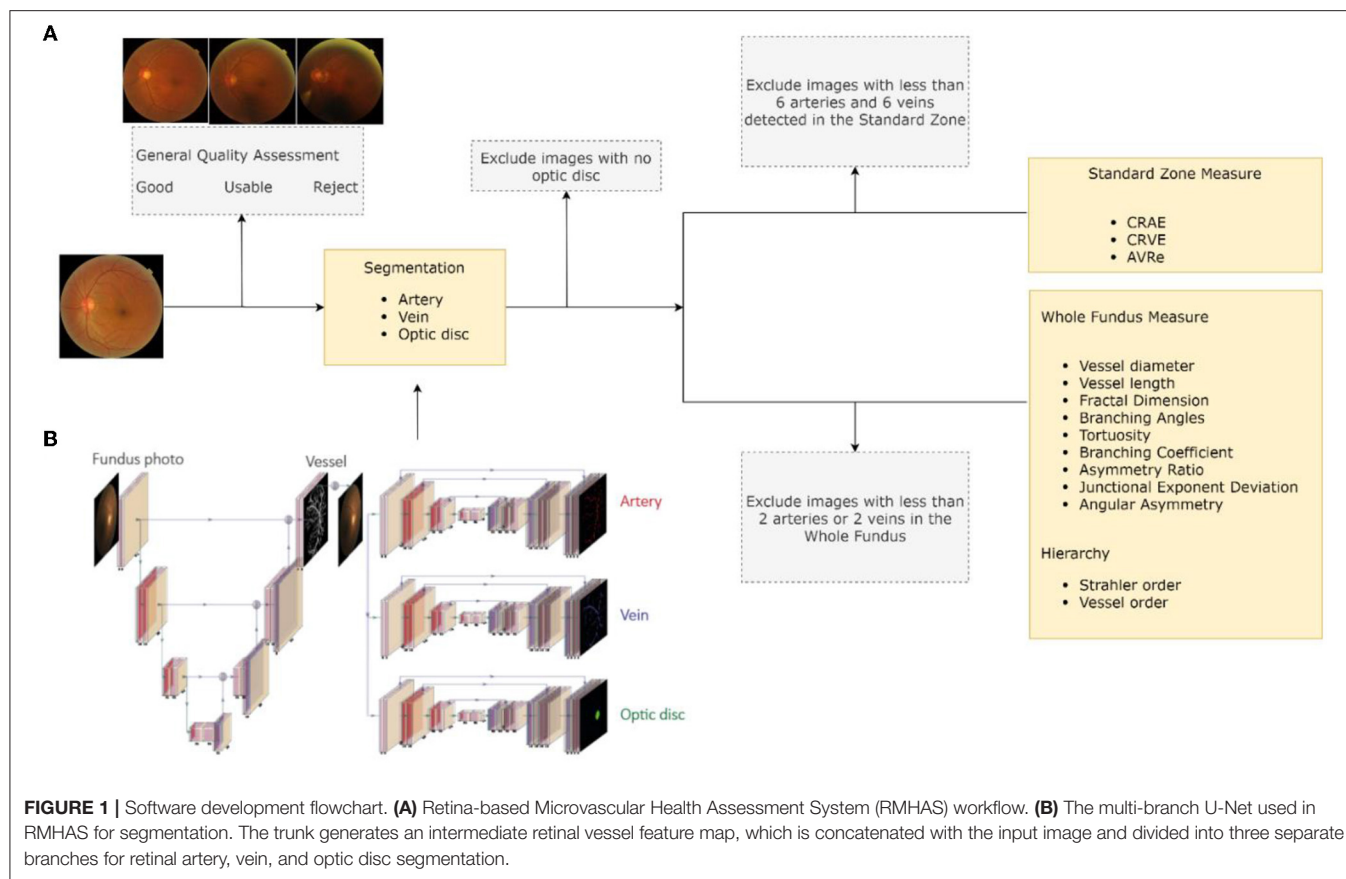 A
General Quality Assessment
Good Usable Reject
Exclude images with no
optic disc
Exclude images with less than
6 arteries and 6 veins
detected in the Standard Zone
Segmentation
• Artery
• Vein
• Optic disc
Standard Zone Measure
• CRAE
• CRVE
• AVRe
Whole Fundus Measure
• Vessel diameter
• Vessel length
• Fractal Dimension
• Branching Angles
• Tortuosity
• Branching Coefficient
• Asymmetry Ratio
• Junctional Exponent Deviation
• Angular Asymmetry
Hierarchy
• Strahler order
• Vessel order
Exclude images with less than
2 arteries or 2 veins in the
Whole Fundus
B
Fundus photo
Vessel
Artery
Vein
Optic disc
FIGURE 1 | Software development flowchart. (A) Retina-based Microvascular Health Assessment System (RMHAS) workflow. (B) The multi-branch U-Net used in
RMHAS for segmentation. The trunk generates an intermediate retinal vessel feature map, which is concatenated with the input image and divided into three separate
branches for retinal artery, vein, and optic disc segmentation.